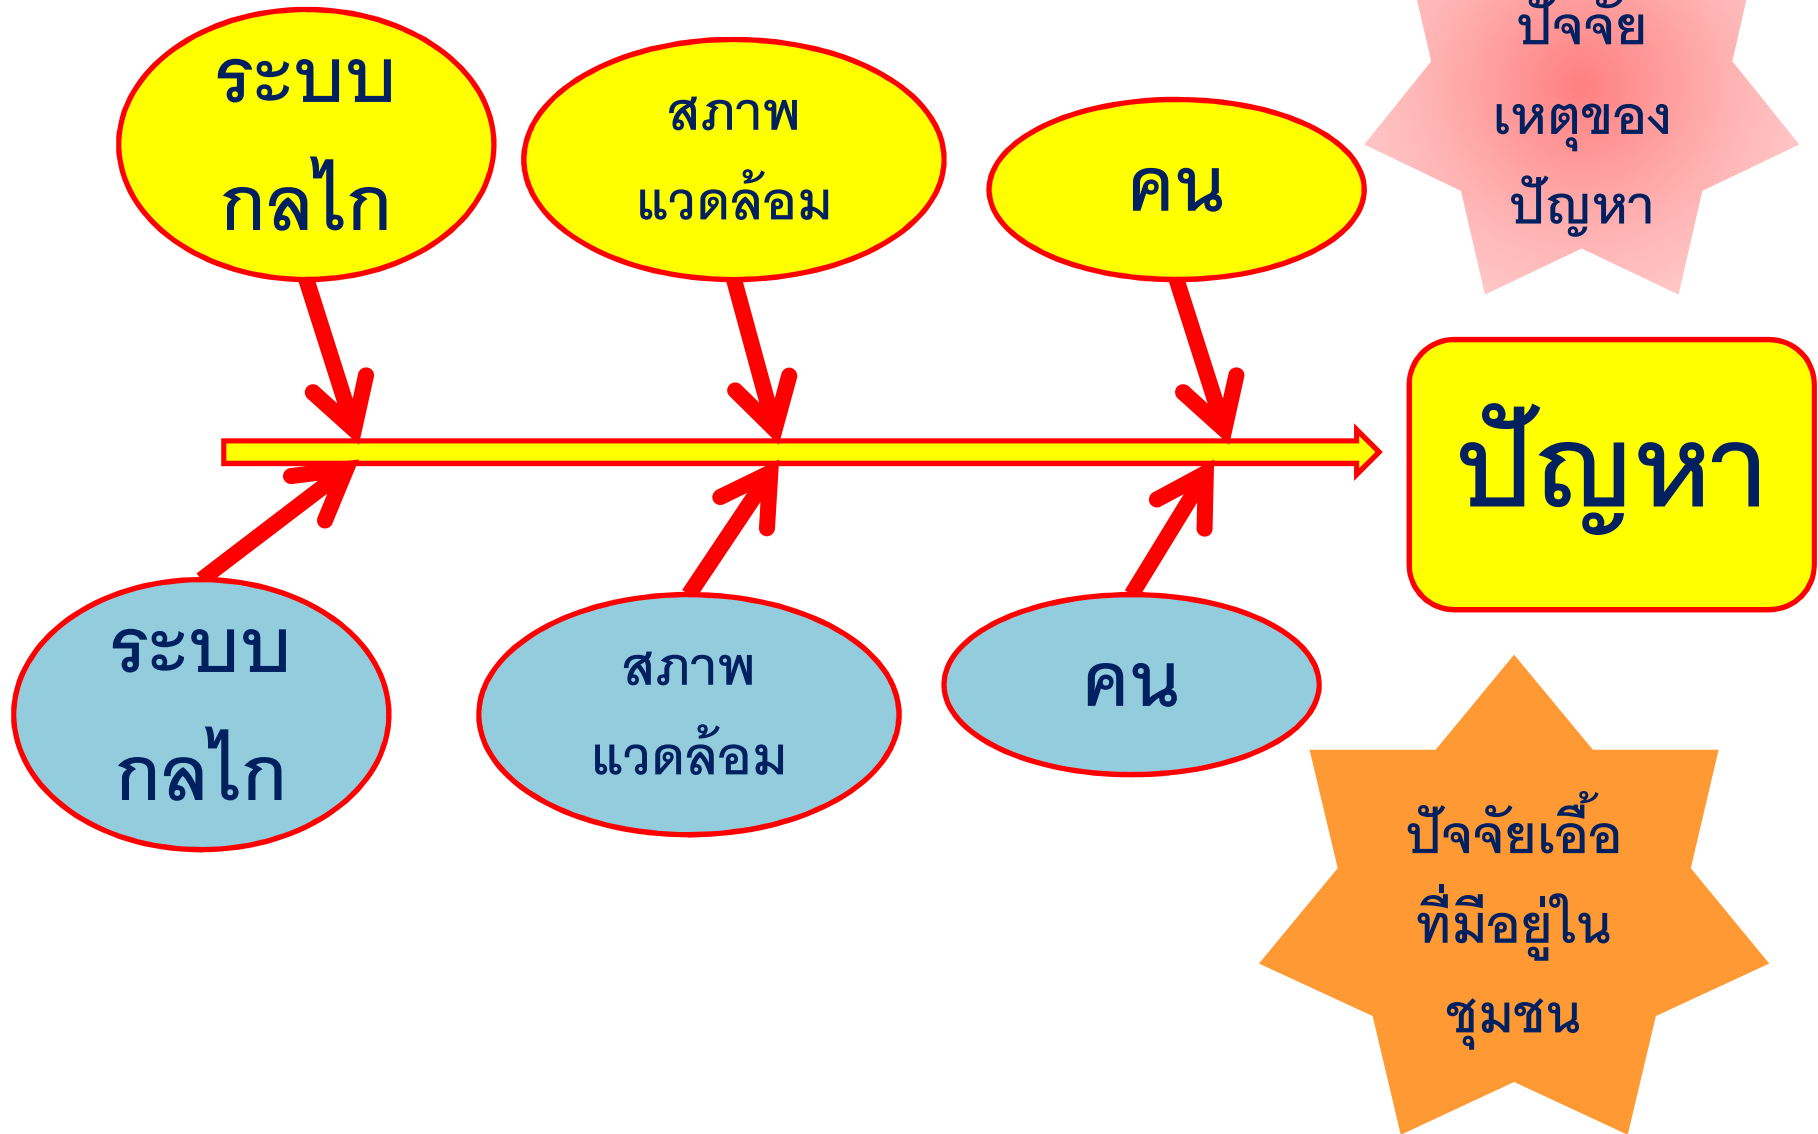 ระบบ
กลไก
สภาพ
แวดล้อม
คน
ปัจจัย
เหตุของ
ปัญหา
ปัญหา
ระบบ
กลไก
สภาพ
แวดล้อม
คน
ปัจจัยเอื้อ
ที่มีอยู่ใน
ชุมชน